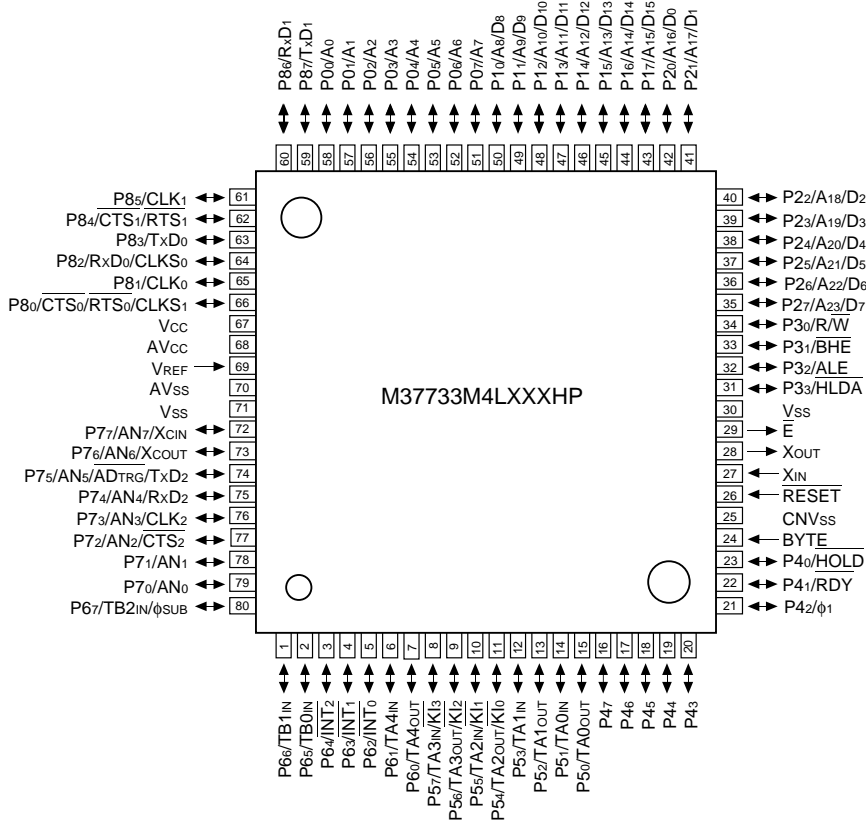 P86/RxD1
P87/TxD1
P00/A0
P01/A1
P02/A2
P03/A3
P04/A4
P05/A5
P06/A6
P07/A7
P10/A8/D8
P11/A9/D9
P12/A10/D10
P13/A11/D11
P14/A12/D12
P15/A13/D13
P16/A14/D14
P17/A15/D15
P20/A16/D0
P21/A17/D1
60 59 58 57 56 55 54 53 52 51 50 49 48 47 46 45 44 43 42 41
P85/CLK1 61
P84/CTS1/RTS1 62
P83/TxD0 63
P82/RxD0/CLKS0 64
P81/CLK0 65
P80/CTS0/RTS0/CLKS1 66
VCC 67
AVCC 68
VREF 69
AVSS 70
VSS 71
P77/AN7/XCIN 72
P76/AN6/XCOUT 73
P75/AN5/ADTRG/TxD2 74
P74/AN4/RxD2 75
P73/AN3/CLK2 76
P72/AN2/CTS2 77
P71/AN1 78
P70/AN0 79
P67/TB2IN/ϕSUB 80
M37733M4LXXXHP
40 P22/A18/D2
39 P23/A19/D3
38 P24/A20/D4
37 P25/A21/D5
36 P26/A22/D6
35 P27/A23/D7
34 P30/R/W
33 P31/BHE
32 P32/ALE
31 P33/HLDA
30 VSS
29 E
28 XOUT
27 XIN
26 RESET
25 CNVSS
24 BYTE
23 P40/HOLD
22 P41/RDY
21 P42/ϕ1
1 2 3 4 5 6 7 8 9 10 11 12 13 14 15 16 17 18 19 20
P66/TB1IN
P65/TB0IN
P64/INT2
P63/INT1
P62/INT0
P61/TA4IN
P60/TA4OUT
P57/TA3IN/KI3
P56/TA3OUT/KI2
P55/TA2IN/KI1
P54/TA2OUT/KI0
P53/TA1IN
P52/TA1OUT
P51/TA0IN
P50/TA0OUT
P47
P46
P45
P44
P43